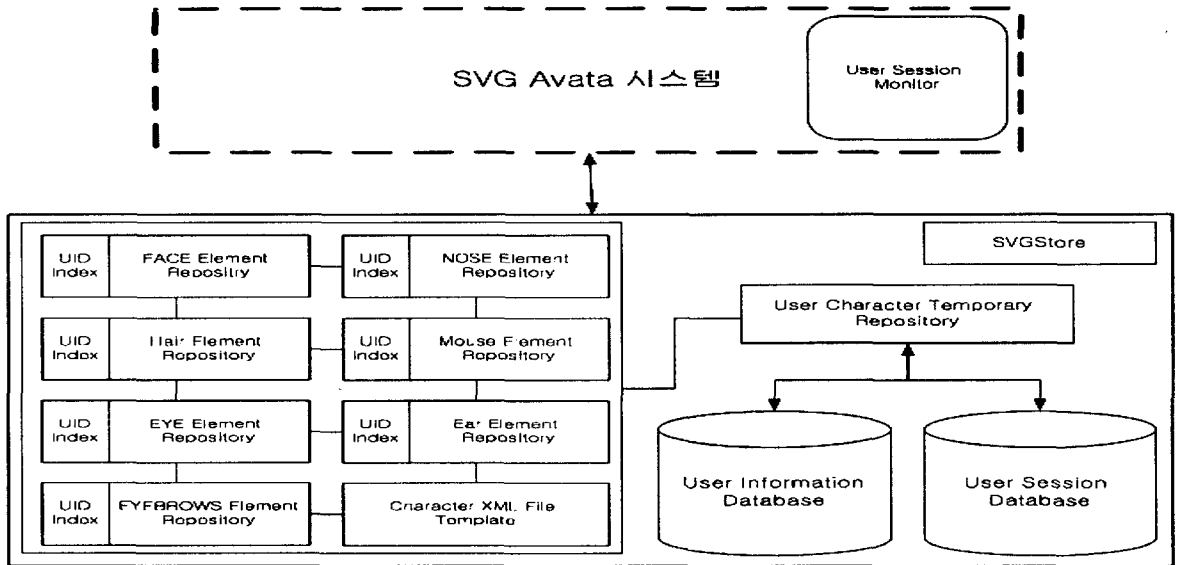 SVG Avata 시스템
User Session
Monitor
SVGStore
UID
Index
FACE Element
Repositry
UID
Index
NOSE Element
Repository
User Character Temporary
Repository
UID
Index
Hair Element
Repository
UID
Index
Mouse Element
Repository
UID
Index
EYE Element
Repository
UID
Index
Ear Element
Repository
User Information
Database
User Session
Database
UID
Index
EYEBROWS Element
Repository
Character XML File
Template